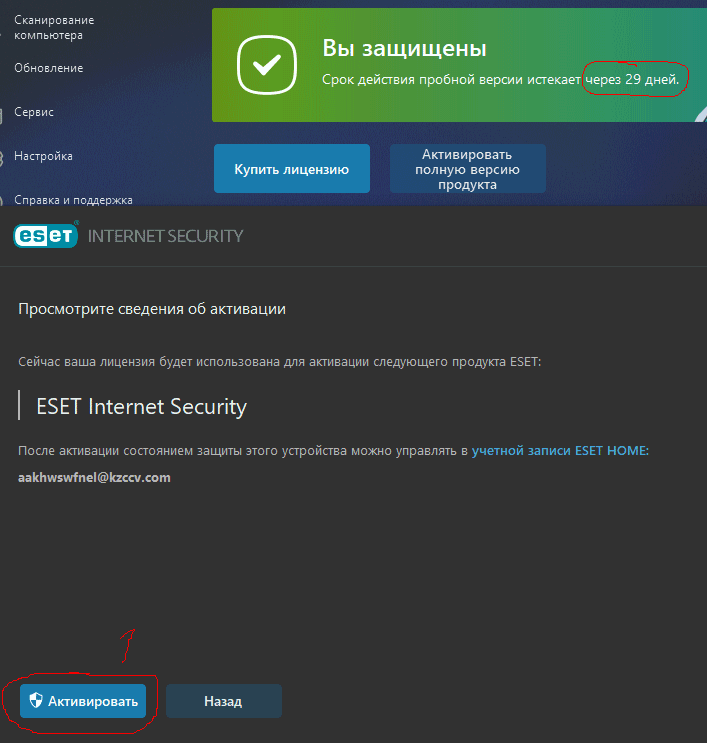 Сканирование
компьютера
Обновление
Сервис
Настройка
Справка и поддержка
Вы защищены
Срок действия пробной версии истекает через 29 дней.
Купить лицензию
Активировать
полную версию
продукта
eset® INTERNET SECURITY
Просмотрите сведения об активации
Сейчас ваша лицензия будет использована для активации следующего продукта ESET:
ESET Internet Security
После активации состоянием защиты этого устройства можно управлять в учетной записи ESET HOME:
aakhwswfnel@kzccv.com
1
Активировать
Назад